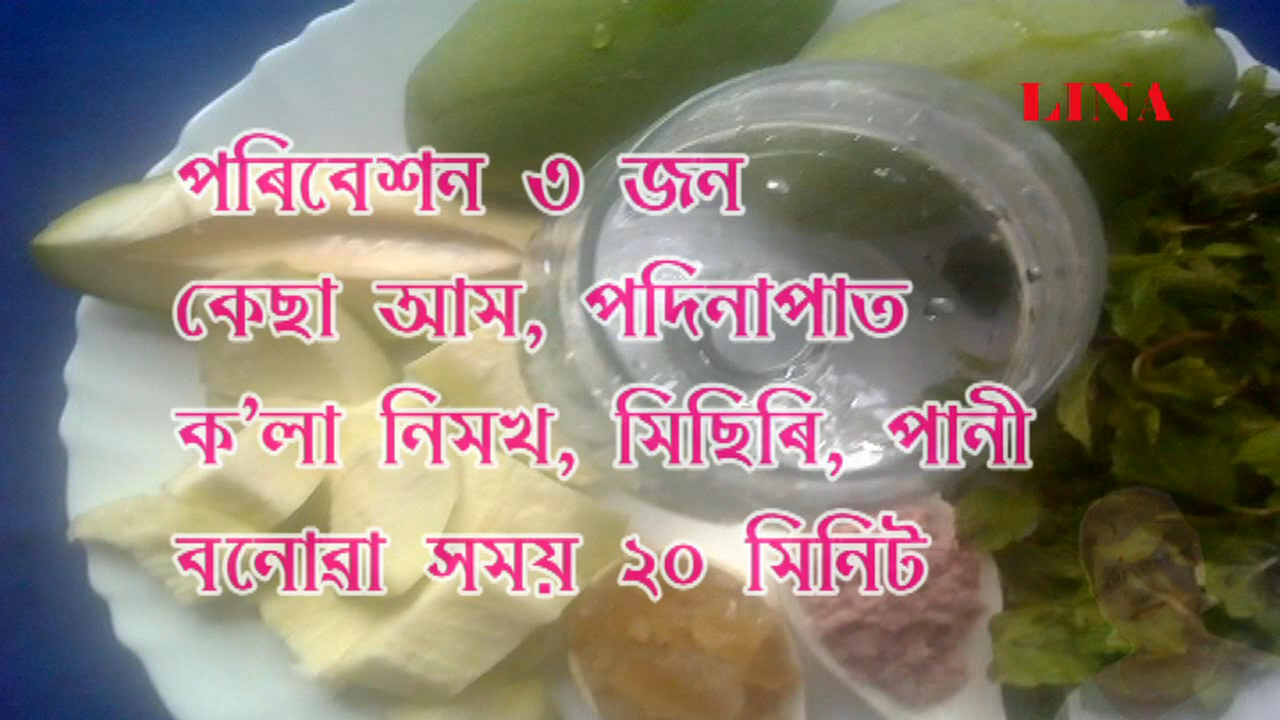 LINA
পৰিবেশন ৩ জন
কেছা আম, পদিনাপাত
ক’লা নিমখ, মিছিৰি, পানী
বনোৱা সময় ২০ মিনিট